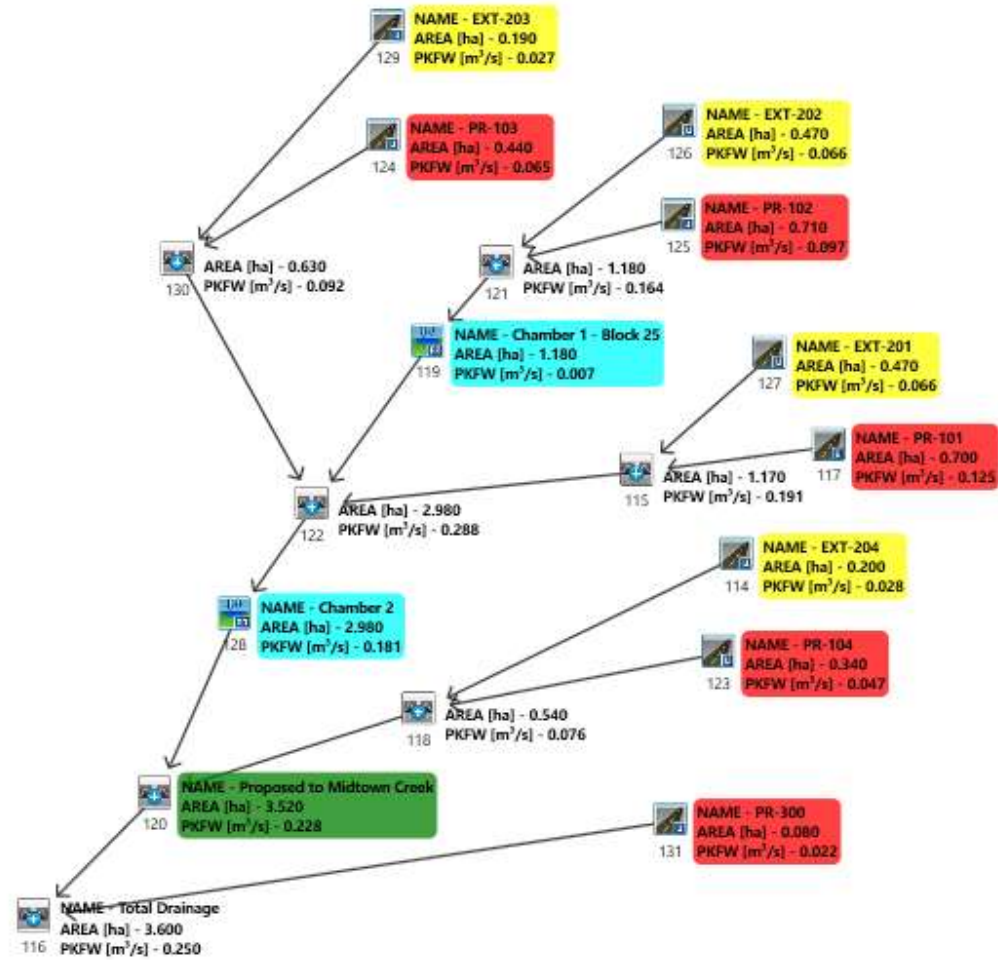 NAME - EXT-203
AREA [ha] - 0.190
PKFW [m³/s] - 0.027
129
NAME - PR-103
AREA [ha] - 0.440
PKFW [m³/s] - 0.065
124
NAME - EXT-202
AREA [ha] - 0.470
PKFW [m³/s] - 0.066
126
NAME - PR-102
AREA [ha] - 0.710
PKFW [m³/s] - 0.097
125
AREA [ha] - 0.630
PKFW [m³/s] - 0.092
130
AREA [ha] - 1.180
PKFW [m³/s] - 0.164
121
NAME - Chamber 1 - Block 25
AREA [ha] - 1.180
PKFW [m³/s] - 0.007
119
NAME - EXT-201
AREA [ha] - 0.470
PKFW [m³/s] - 0.066
127
NAME - PR-101
AREA [ha] - 0.700
PKFW [m³/s] - 0.125
117
AREA [ha] - 1.170
PKFW [m³/s] - 0.191
115
AREA [ha] - 2.980
PKFW [m³/s] - 0.288
122
NAME - EXT-204
AREA [ha] - 0.200
PKFW [m³/s] - 0.028
114
NAME - Chamber 2
AREA [ha] - 2.980
PKFW [m³/s] - 0.181
128
NAME - PR-104
AREA [ha] - 0.340
PKFW [m³/s] - 0.047
123
AREA [ha] - 0.540
PKFW [m³/s] - 0.076
118
NAME - Proposed to Midtown Creek
AREA [ha] - 3.520
PKFW [m³/s] - 0.228
120
NAME - PR-300
AREA [ha] - 0.080
PKFW [m³/s] - 0.022
131
NAME - Total Drainage
AREA [ha] - 3.600
PKFW [m³/s] - 0.250
116